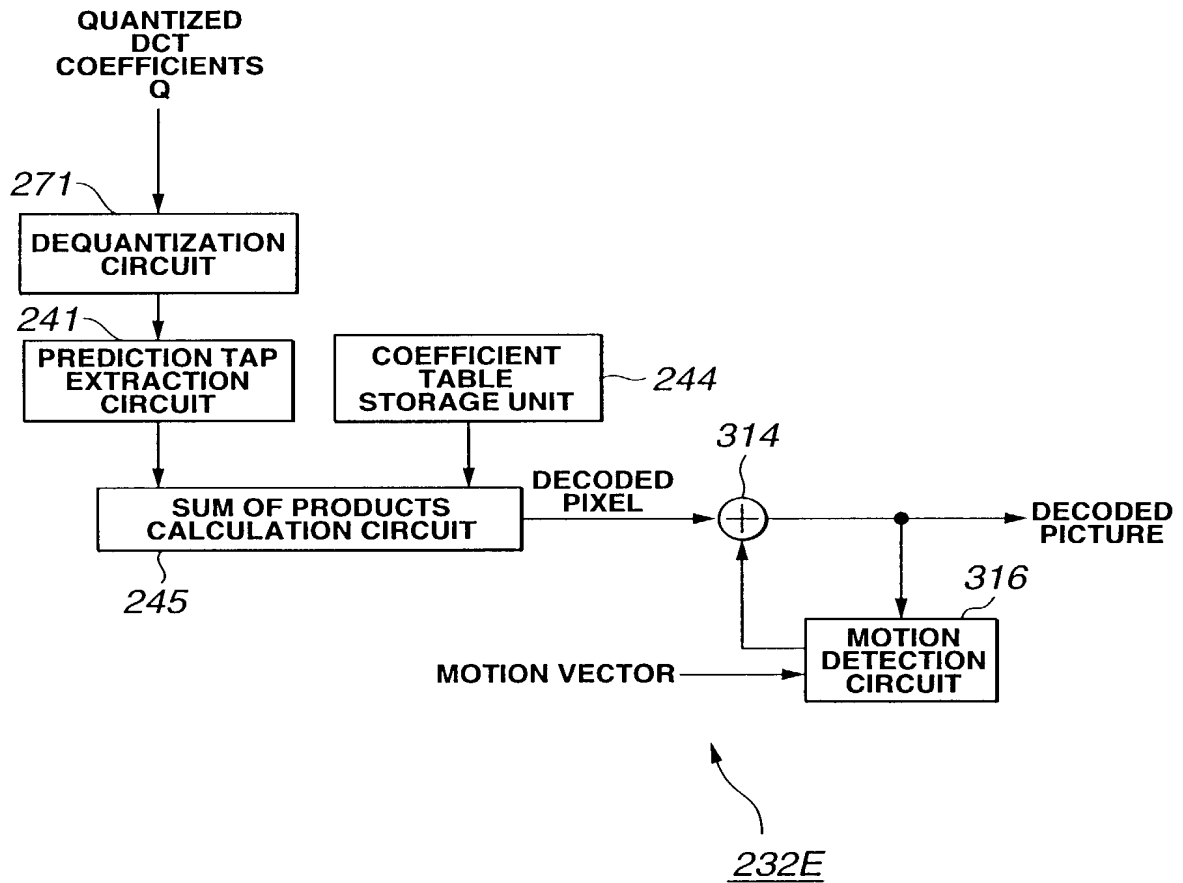 QUANTIZED
DCT
COEFFICIENTS
Q
271
DEQUANTIZATION
CIRCUIT
241
PREDICTION TAP
EXTRACTION
CIRCUIT
COEFFICIENT
TABLE
STORAGE UNIT
244
SUM OF PRODUCTS
CALCULATION CIRCUIT
245
DECODED
PIXEL
314
DECODED
PICTURE
316
MOTION
DETECTION
CIRCUIT
MOTION VECTOR
232E